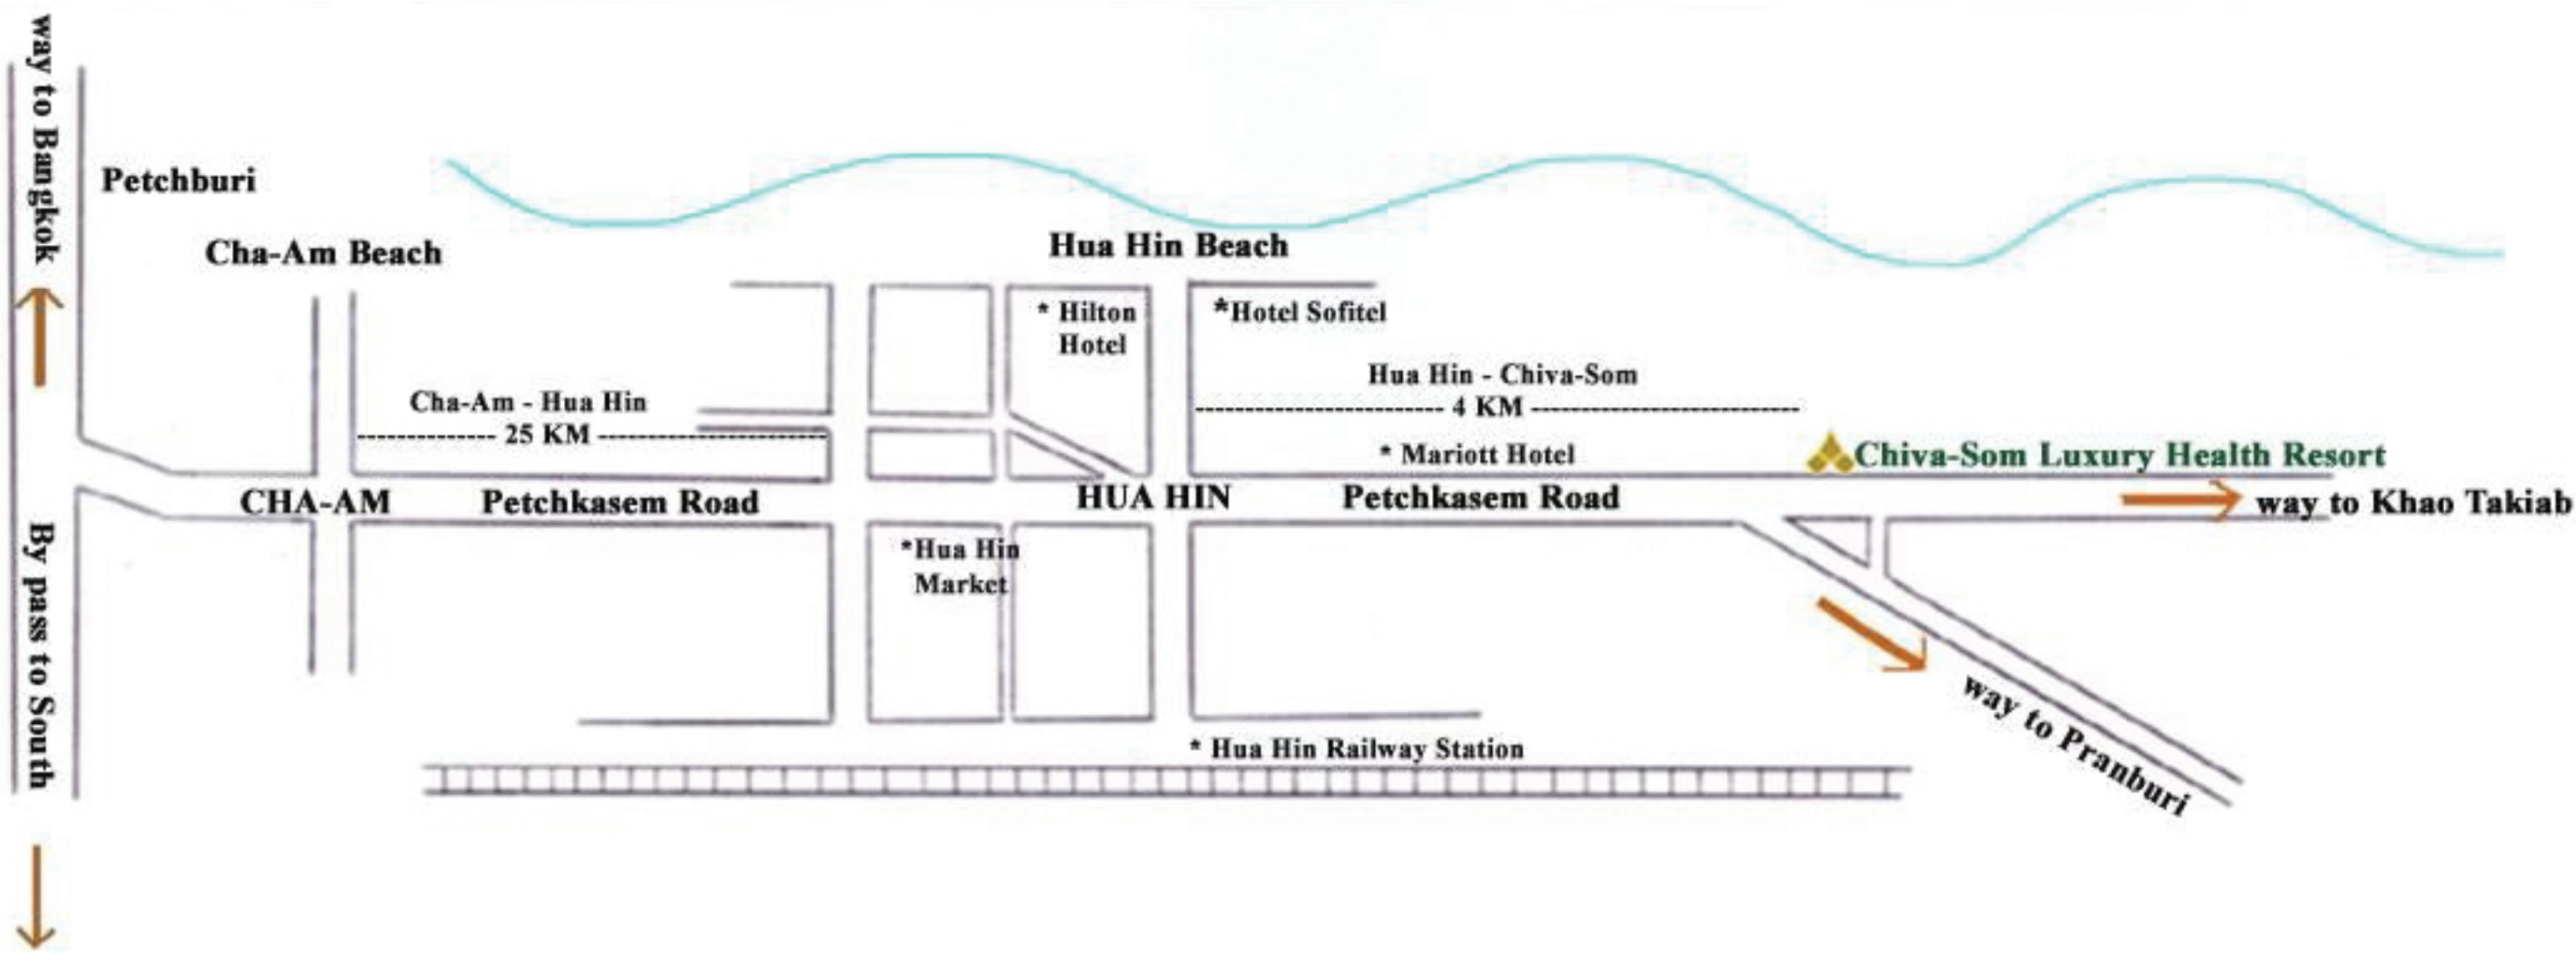 way to Bangkok
Petchburi
Cha-Am Beach
Hua Hin Beach
* Hilton
Hotel
*Hotel Sofitel
Hua Hin - Chiva-Som
4 KM
Cha-Am - Hua Hin
25 KM
* Mariott Hotel
Chiva-Som Luxury Health Resort
CHA-AM
Petchkasem Road
HUA HIN
Petchkasem Road
way to Khao Takiab
By pass to South
*Hua Hin
Market
way to Pranburi
* Hua Hin Railway Station